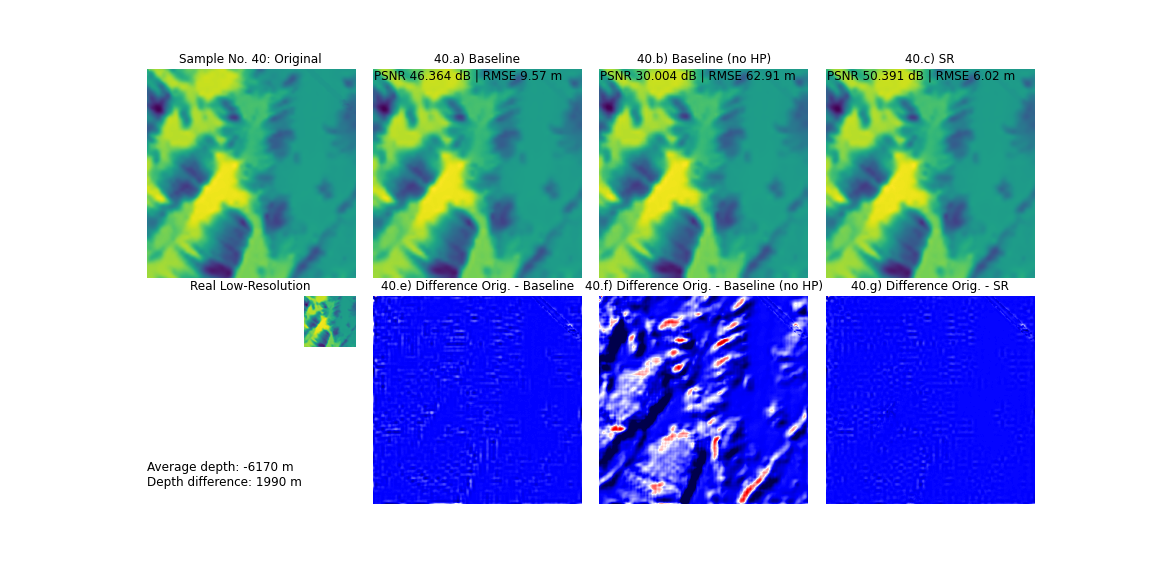 Sample No. 40: Original
40.a) Baseline
40.b) Baseline (no HP)
40.c) SR
PSNR 46.364 dB | RMSE 9.57 m
PSNR 30.004 dB | RMSE 62.91 m
PSNR 50.391 dB | RMSE 6.02 m
Real Low-Resolution
40.e) Difference Orig. - Baseline
40.f) Difference Orig. - Baseline (no HP)
40.g) Difference Orig. - SR
Average depth: -6170 m
Depth difference: 1990 m